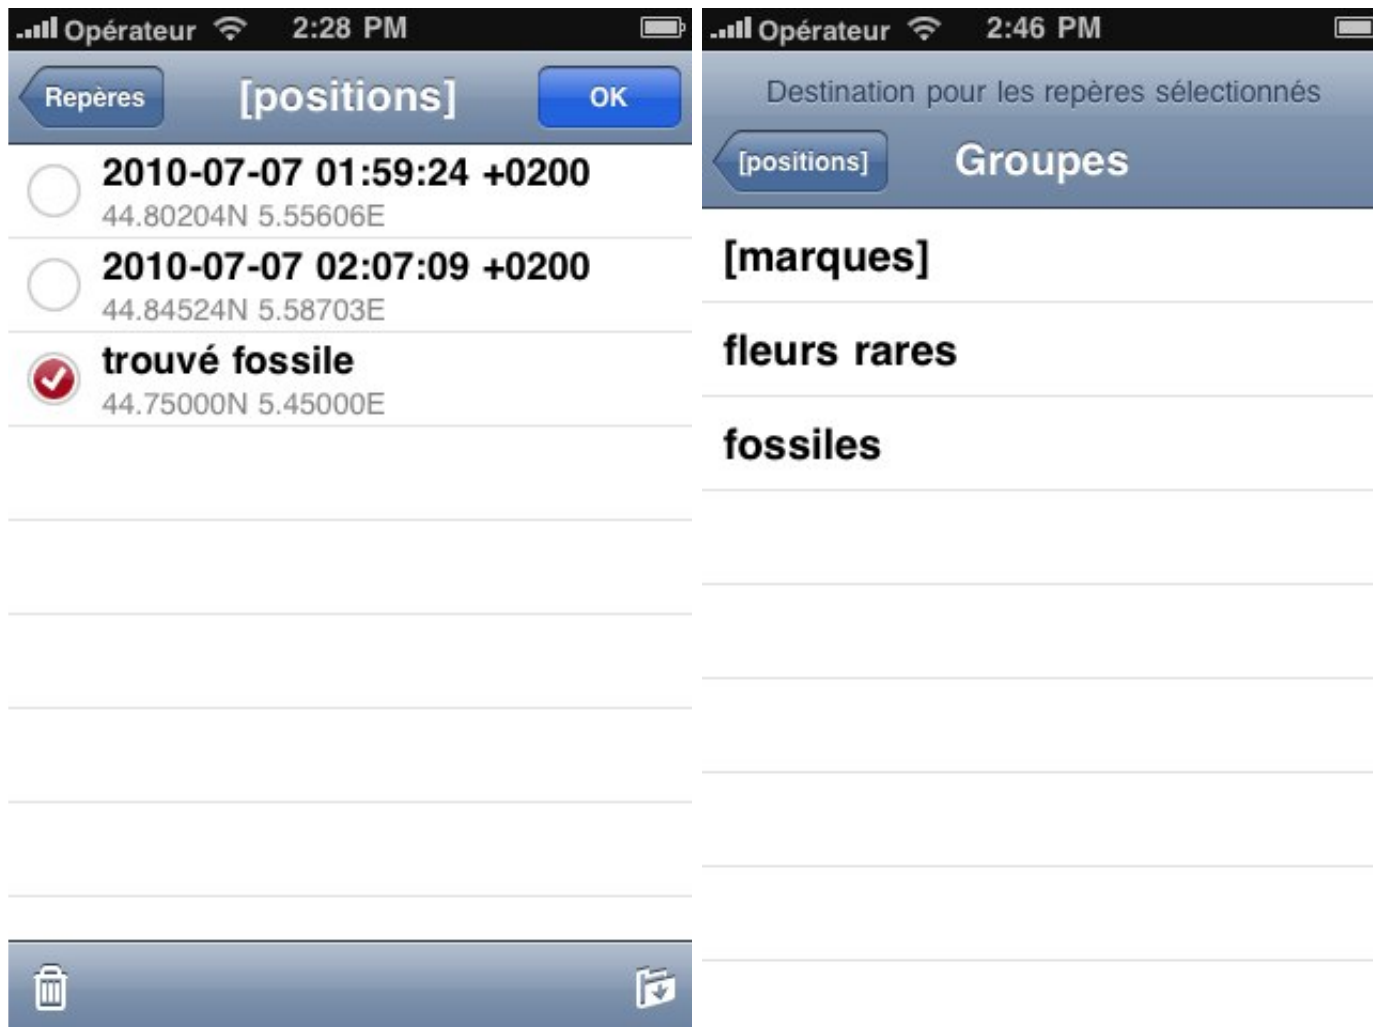 Opérateur 2:28 PM
Repères [positions] OK
2010-07-07 01:59:24 +0200
44.80204N 5.55606E
2010-07-07 02:07:09 +0200
44.84524N 5.58703E
trouvé fossile
44.75000N 5.45000E
Opérateur 2:46 PM
Destination pour les repères sélectionnés
[positions] Groupes
[marques]
fleurs rares
fossiles